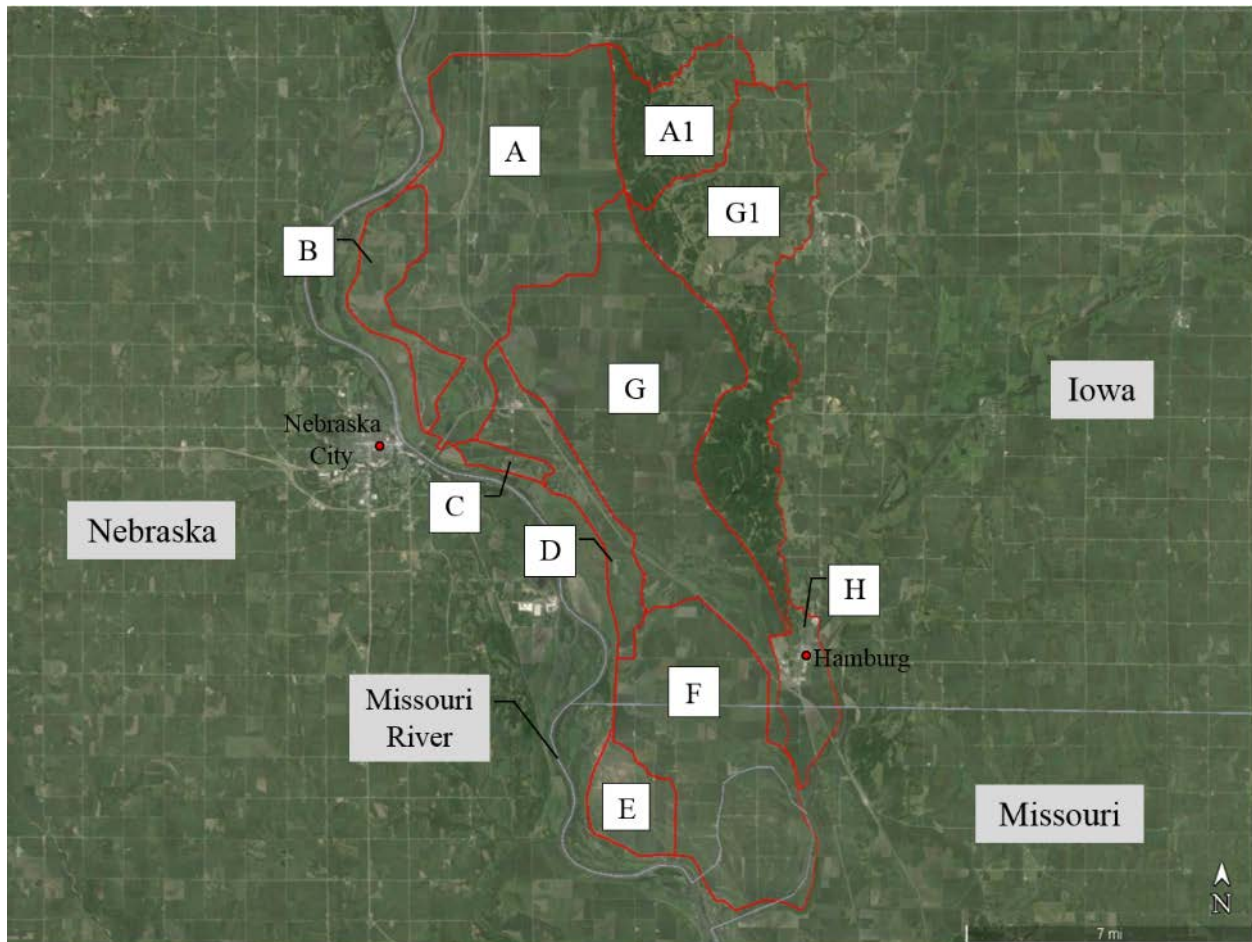 A
A1
G1
B
Iowa
G
Nebraska
City
C
Nebraska
D
H
Hamburg
F
Missouri
River
E
Missouri
N
7 mi